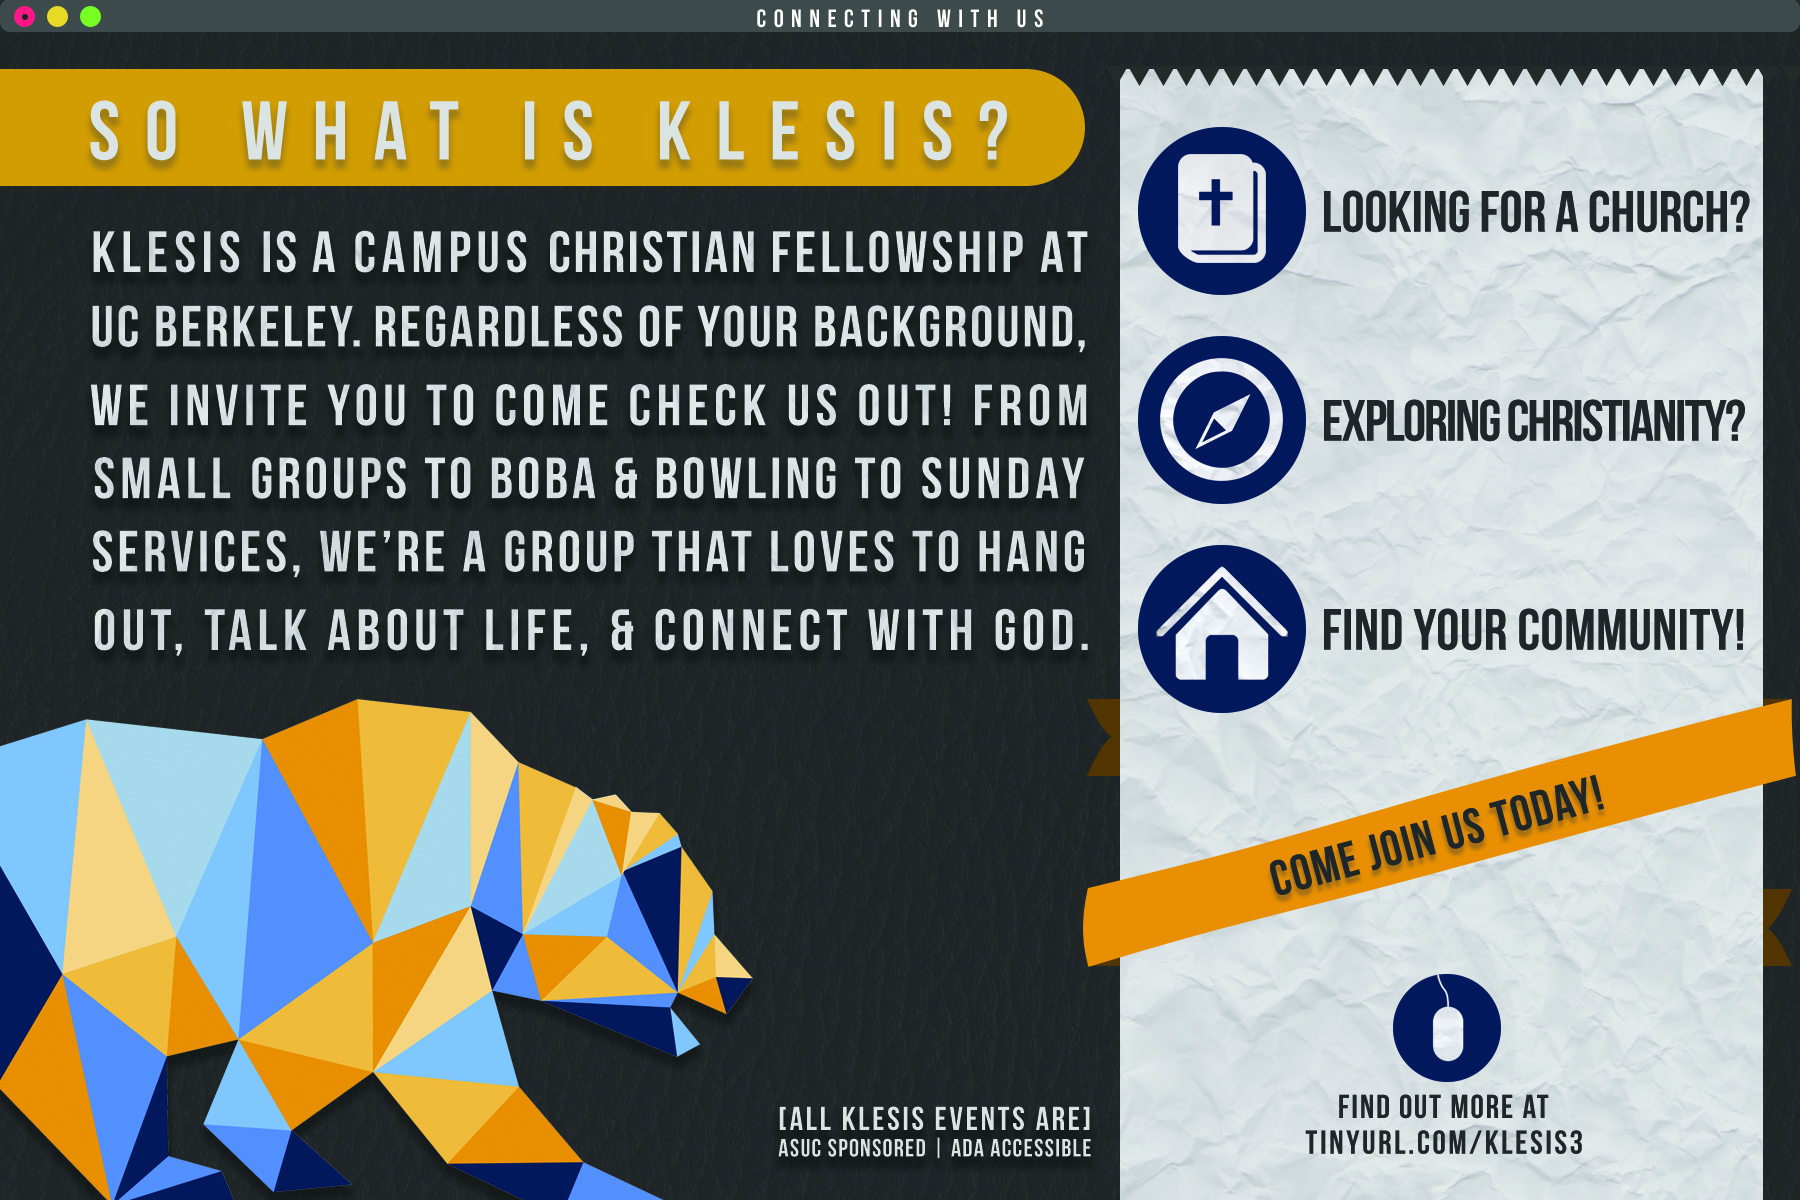 CONNECTING WITH US
SO WHAT IS KLESIS?
KLESIS IS A CAMPUS CHRISTIAN FELLOWSHIP AT
UC BERKELEY. REGARDLESS OF YOUR BACKGROUND,
WE INVITE YOU TO COME CHECK US OUT! FROM
SMALL GROUPS TO BOBA & BOWLING TO SUNDAY
SERVICES, WE'RE A GROUP THAT LOVES TO HANG
OUT, TALK ABOUT LIFE, & CONNECT WITH GOD.
[ALL KLESIS EVENTS ARE]
ASUC SPONSORED | ADA ACCESSIBLE
LOOKING FOR A CHURCH?
EXPLORING CHRISTIANITY?
FIND YOUR COMMUNITY!
COME JOIN US TODAY!
FIND OUT MORE AT
TINYURL.COM/KLESIS3